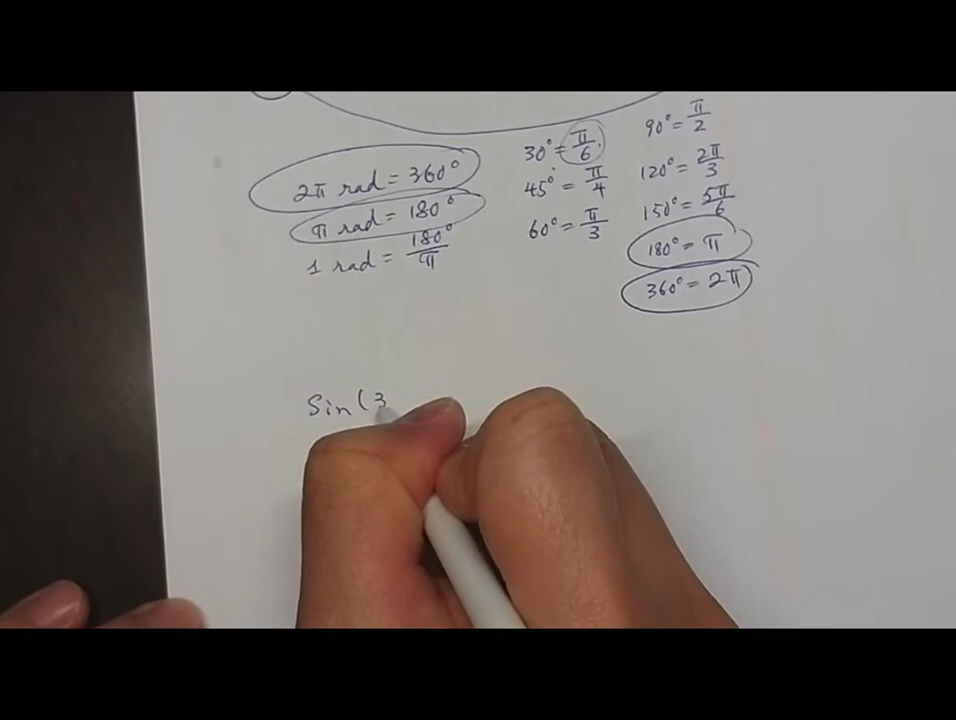 2π rad = 360°
π rad = 180°
1 rad = 180°/π
30° = π/6
45° = π/4
60° = π/3
90° = π/2
120° = 2π/3
150° = 5π/6
180° = π
360° = 2π
Sin(3